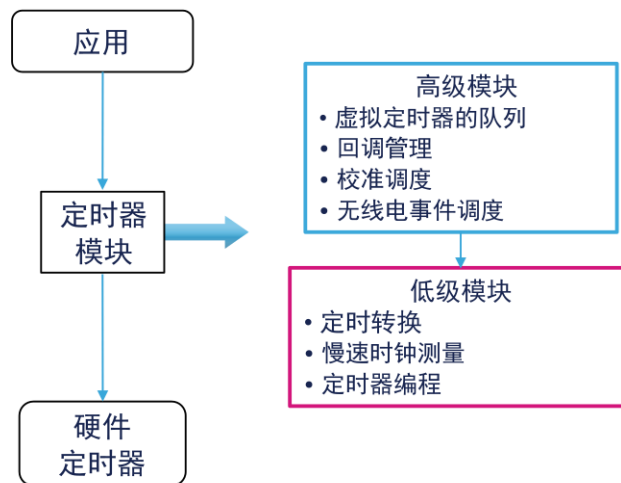 应用
定时器
模块
硬件
定时器
高级模块
• 虚拟定时器的队列
• 回调管理
• 校准调度
• 无线电事件调度
低级模块
• 定时转换
• 慢速时钟测量
• 定时器编程